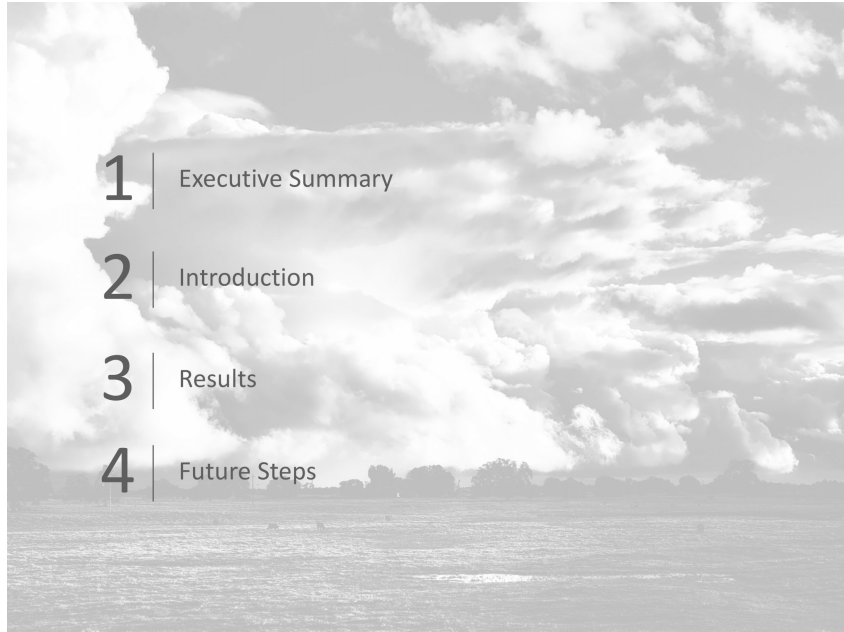 1 Executive Summary
2 Introduction
3 Results
4 Future Steps